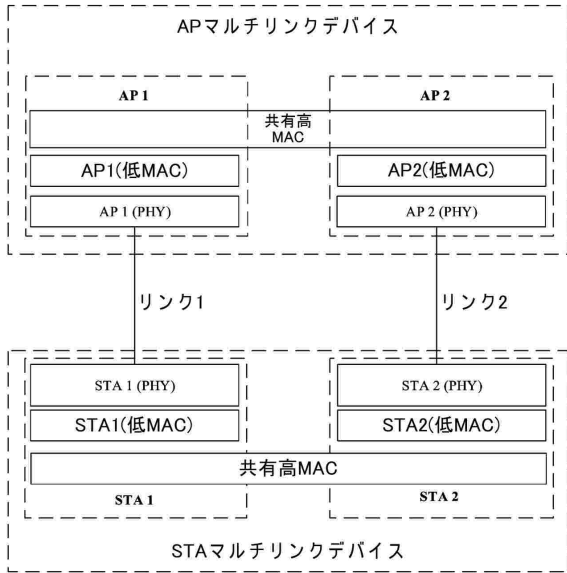 APマルチリンクデバイス
AP 1
AP 2
共有高
MAC
AP1(低MAC)
AP2(低MAC)
AP 1 (PHY)
AP 2 (PHY)
リンク1
リンク2
STA 1 (PHY)
STA 2 (PHY)
STA1(低MAC)
STA2(低MAC)
共有高MAC
STA 1
STA 2
STAマルチリンクデバイス